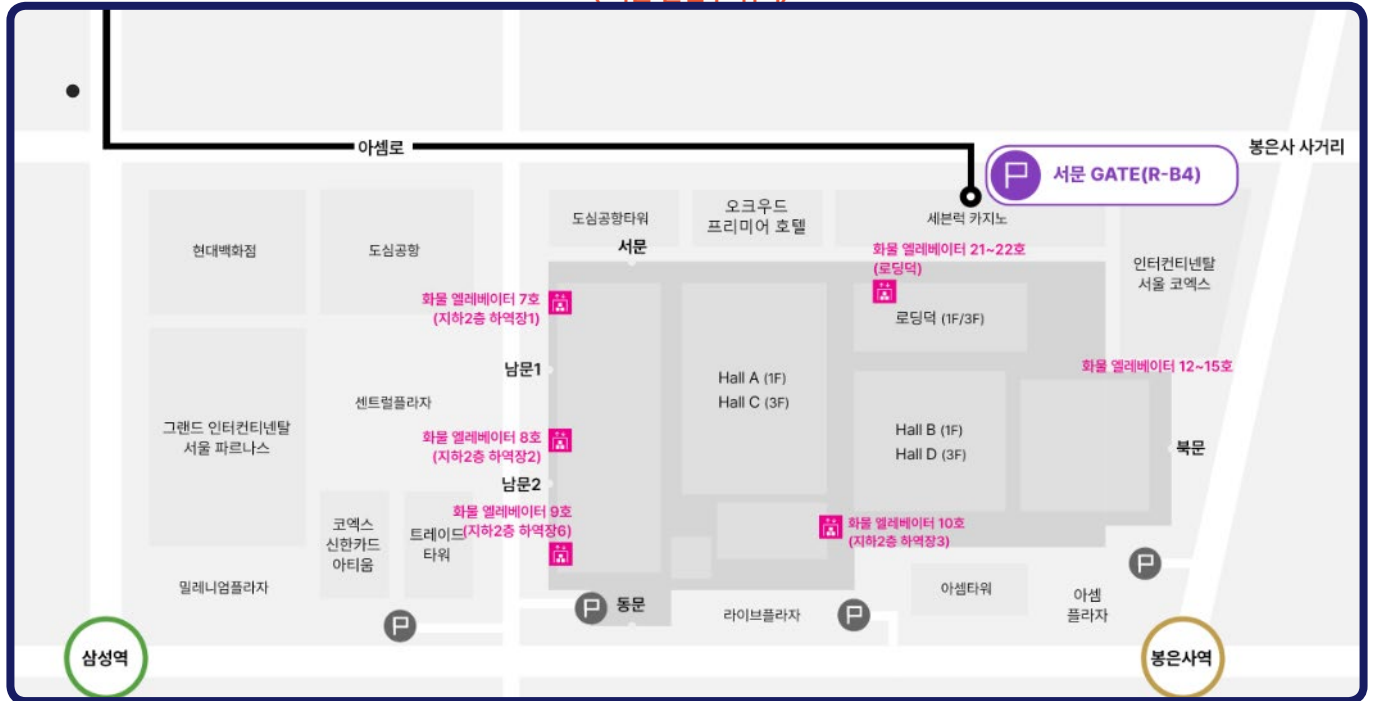 아셈로
봉은사 사거리
서문 GATE(R-B4)
현대백화점
도심공항
도심공항타워
서문
오크우드
프리미어 호텔
세븐럭 카지노
화물 엘레베이터 21~22호
(로딩덕)
로딩덕 (1F/3F)
인터컨티넨탈
서울 코엑스
화물 엘레베이터 7호
(지하2층 하역장1)
남문1
센트럴플라자
Hall A (1F)
Hall C (3F)
화물 엘레베이터 12~15호
그랜드 인터컨티넨탈
서울 파르나스
화물 엘레베이터 8호
(지하2층 하역장2)
Hall B (1F)
Hall D (3F)
북문
남문2
화물 엘레베이터 9호
(지하2층 하역장6)
코엑스
신한카드
아티움
트레이드
타워
화물 엘레베이터 10호
(지하2층 하역장3)
밀레니엄플라자
동문
라이브플라자
아셈타워
아셈
플라자
삼성역
봉은사역